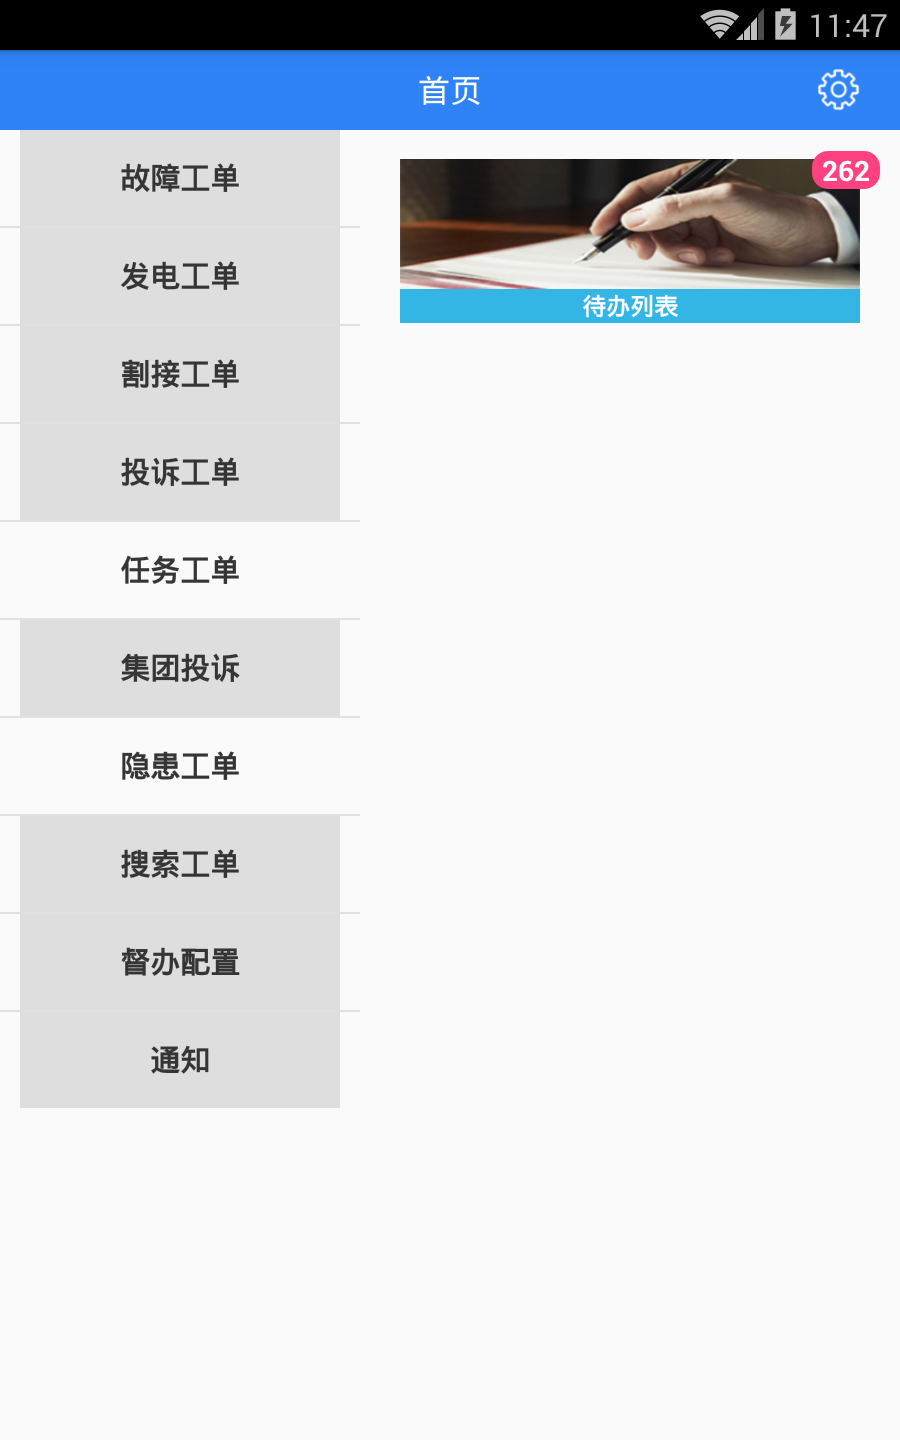 11:47
首页
故障工单
发电工单
割接工单
投诉工单
任务工单
集团投诉
隐患工单
搜索工单
督办配置
通知
262
待办列表